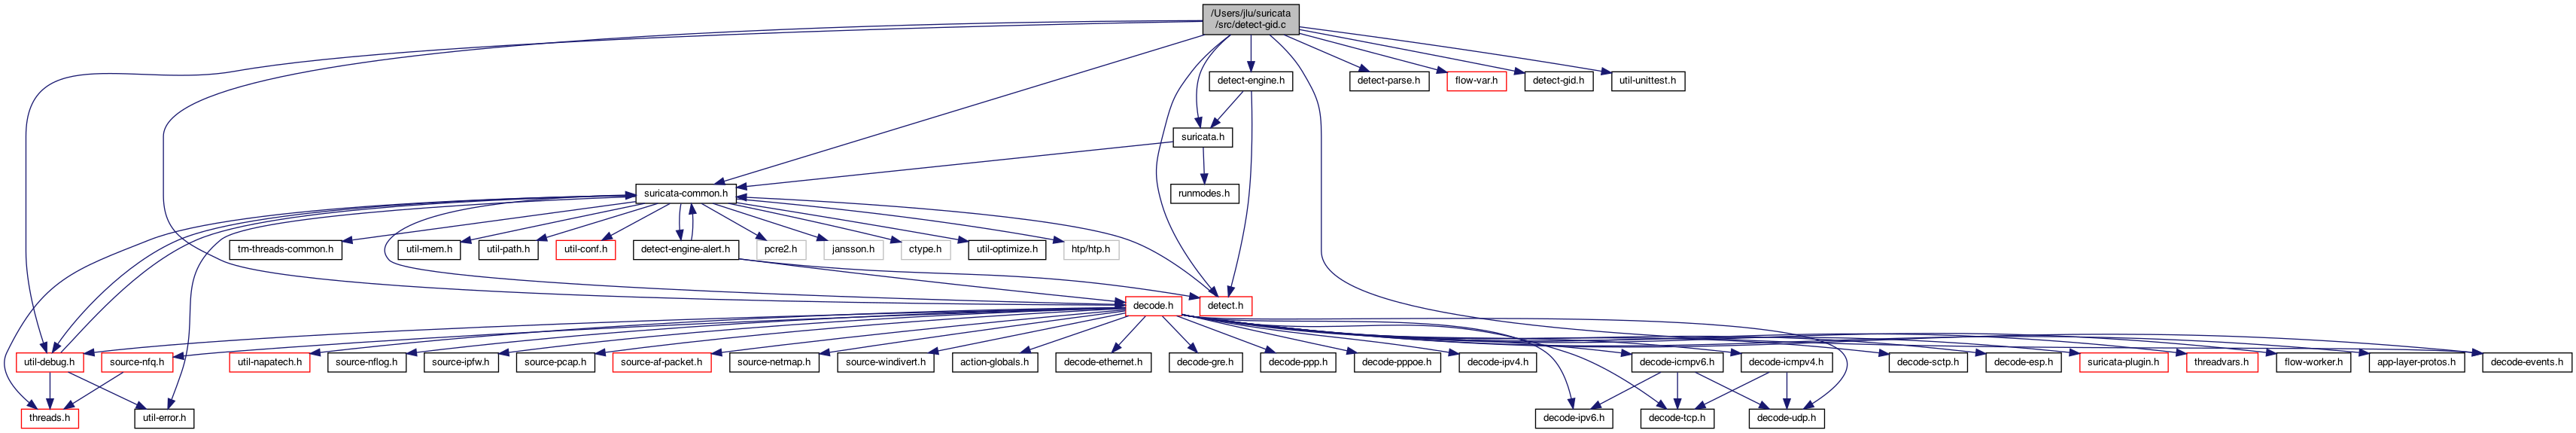 /Users/jlu/suricata
/src/detect-gid.c
detect-engine.h
detect-parse.h
flow-var.h
detect-gid.h
util-unittest.h
suricata.h
suricata-common.h
runmodes.h
tm-threads-common.h
util-mem.h
util-path.h
util-conf.h
detect-engine-alert.h
pcre2.h
jansson.h
ctype.h
util-optimize.h
htp/htp.h
decode.h
detect.h
util-debug.h
source-nfq.h
util-napatech.h
source-nflog.h
source-ipfw.h
source-pcap.h
source-af-packet.h
source-netmap.h
source-windivert.h
action-globals.h
decode-ethernet.h
decode-gre.h
decode-ppp.h
decode-pppoe.h
decode-ipv4.h
decode-icmpv6.h
decode-icmpv4.h
decode-sctp.h
decode-esp.h
suricata-plugin.h
threadvars.h
flow-worker.h
app-layer-protos.h
decode-events.h
threads.h
util-error.h
decode-ipv6.h
decode-tcp.h
decode-udp.h